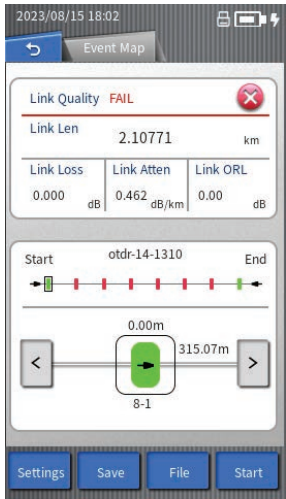 2023/08/15 18:02
Event Map
Link Quality FAIL
Link Len 2.10771 km
Link Loss Link Atten Link ORL
0.000 dB 0.462 dB/km 0.00 dB
Start otdr-14-1310 End
0.00m
< 315.07m >
8-1
Settings Save File Start